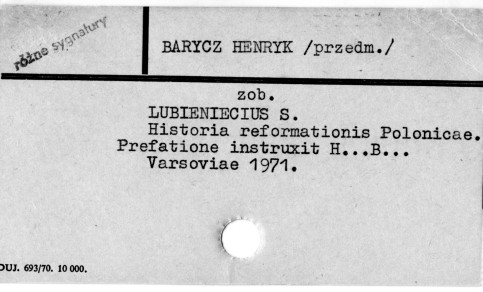 różne sygnatury
BARYCZ HENRYK /przedm./
zob.
LUBIENIECIUS S.
Historia reformationis Polonicae.
Prefatione instruxit H...B...
Varsoviae 1971.
DUJ. 693/70. 10 000.